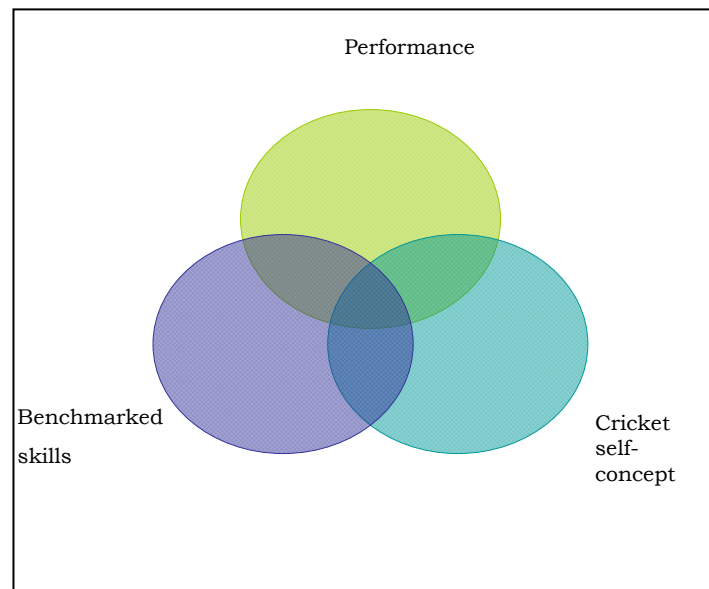 Performance
Benchmarked
skills
Cricket
self-
concept